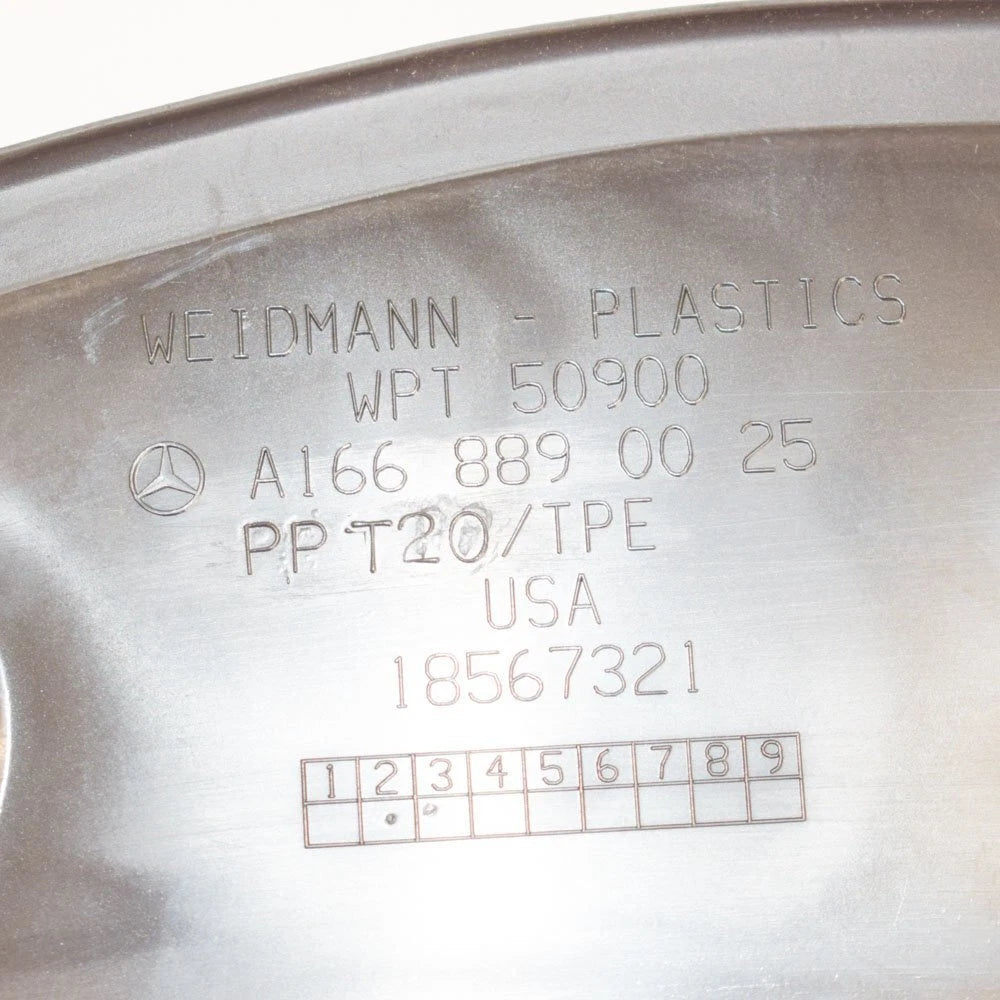 WEIDMANN - PLASTICS
WPT 50900
A166 889 00 25
PP T20/TPE
USA
18567321
1 2 3 4 5 6 7 8 9